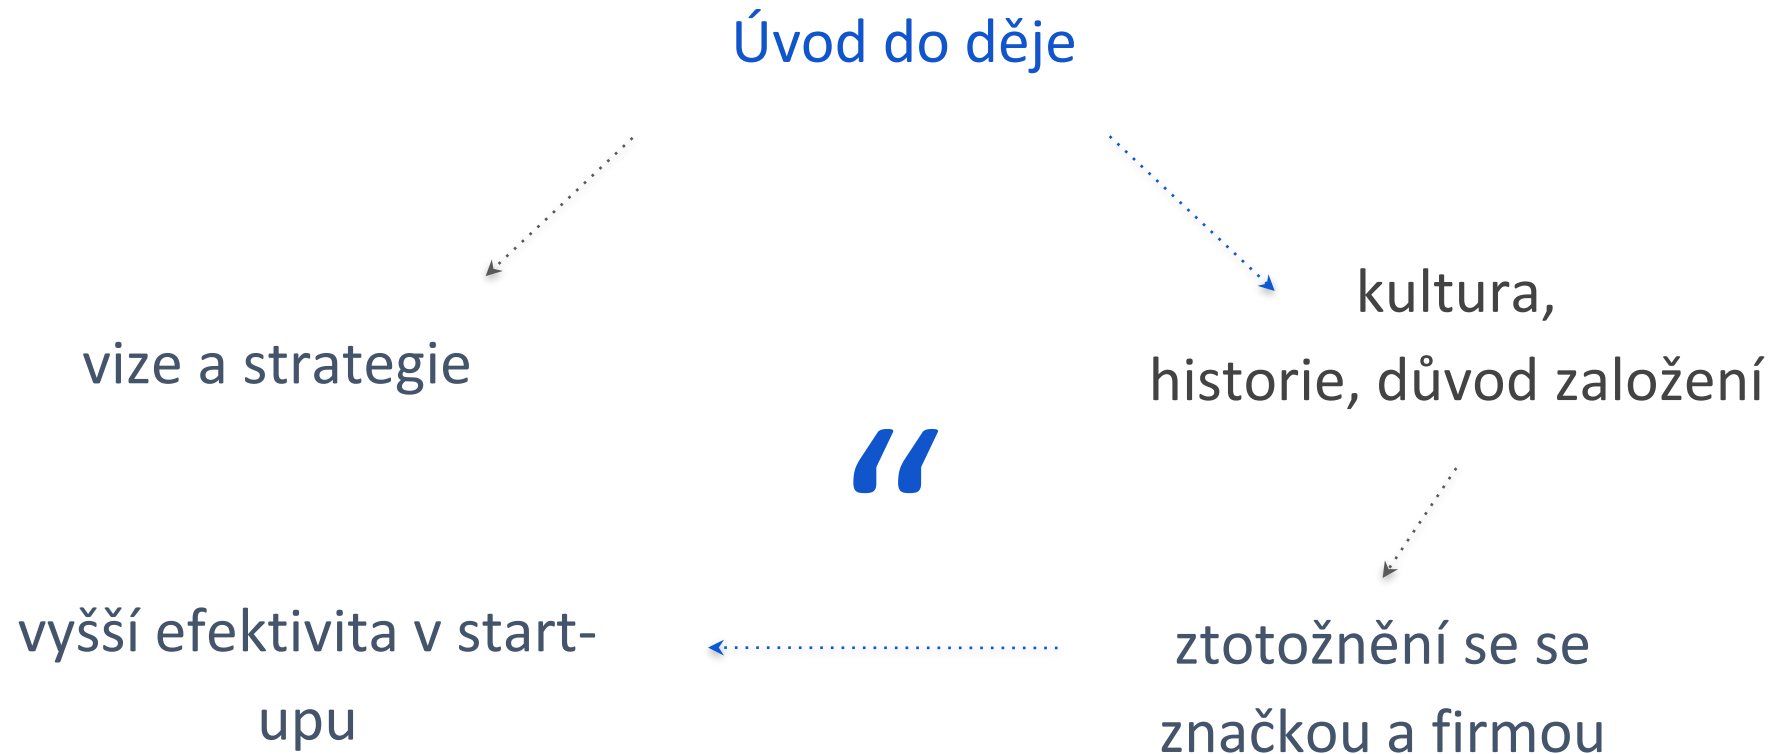 Úvod do děje
vize a strategie
kultura,
historie, důvod založení
“
vyšší efektivita v start-
upu
ztotožnění se se
značkou a firmou